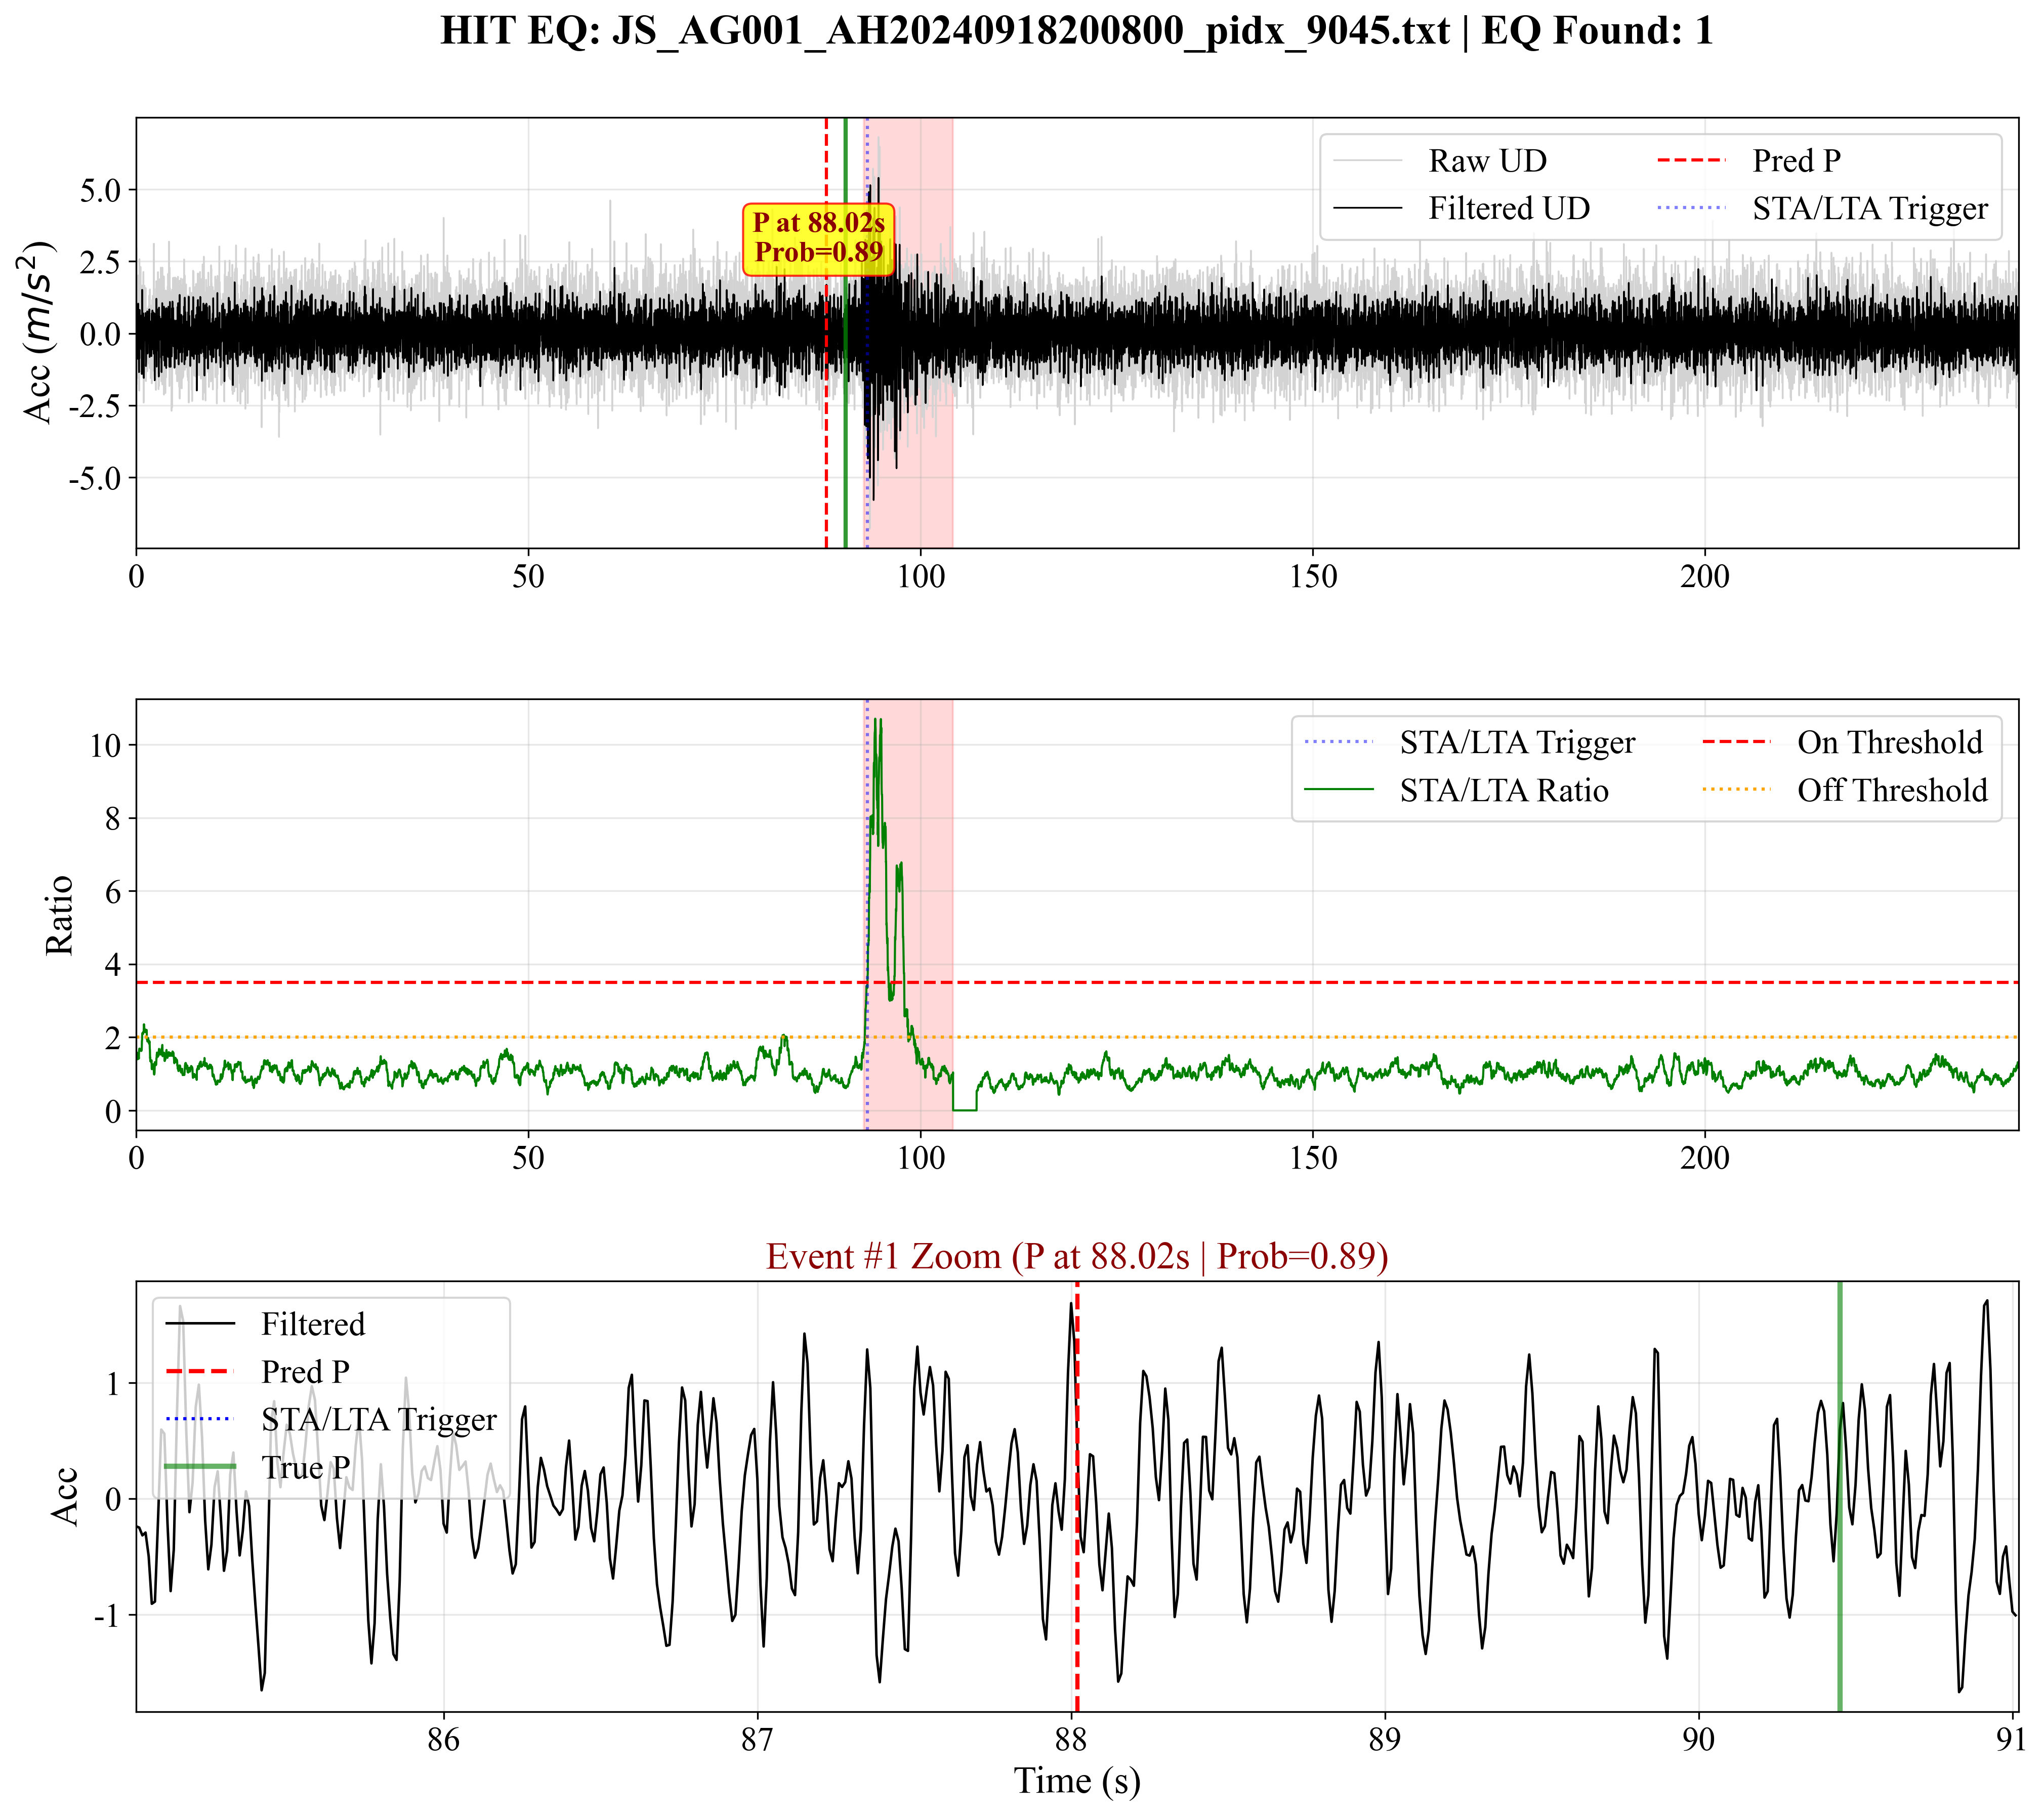 HIT EQ: JS_AG001_AH20240918200800_pidx_9045.txt | EQ Found: 1
Acc (m/s²)
5.0
2.5
0.0
-2.5
-5.0
P at 88.02s
Prob=0.89
Raw UD
Filtered UD
Pred P
STA/LTA Trigger
0
50
100
150
200
Ratio
10
8
6
4
2
0
STA/LTA Trigger
STA/LTA Ratio
On Threshold
Off Threshold
0
50
100
150
200
Event #1 Zoom (P at 88.02s | Prob=0.89)
Acc
1
0
-1
Filtered
Pred P
STA/LTA Trigger
True P
86
87
88
89
90
91
Time (s)